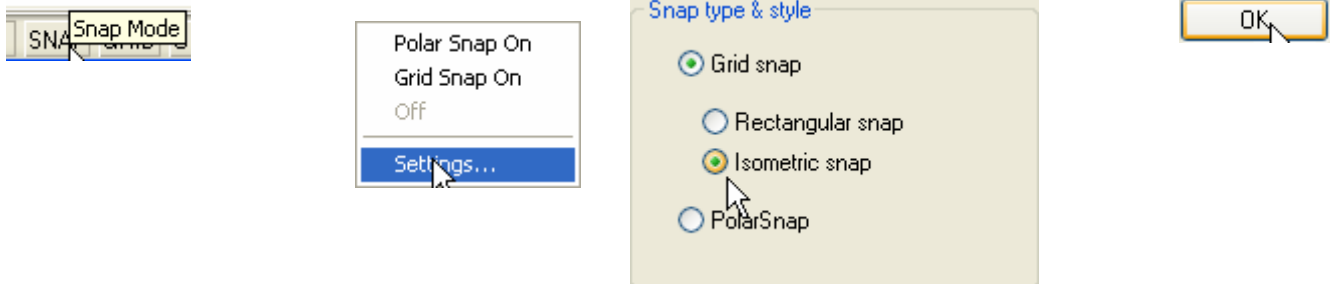 SNAP
Snap Mode
Polar Snap On
Grid Snap On
Off
Settings...
Snap type & style
Grid snap
Rectangular snap
Isometric snap
PolarSnap
OK